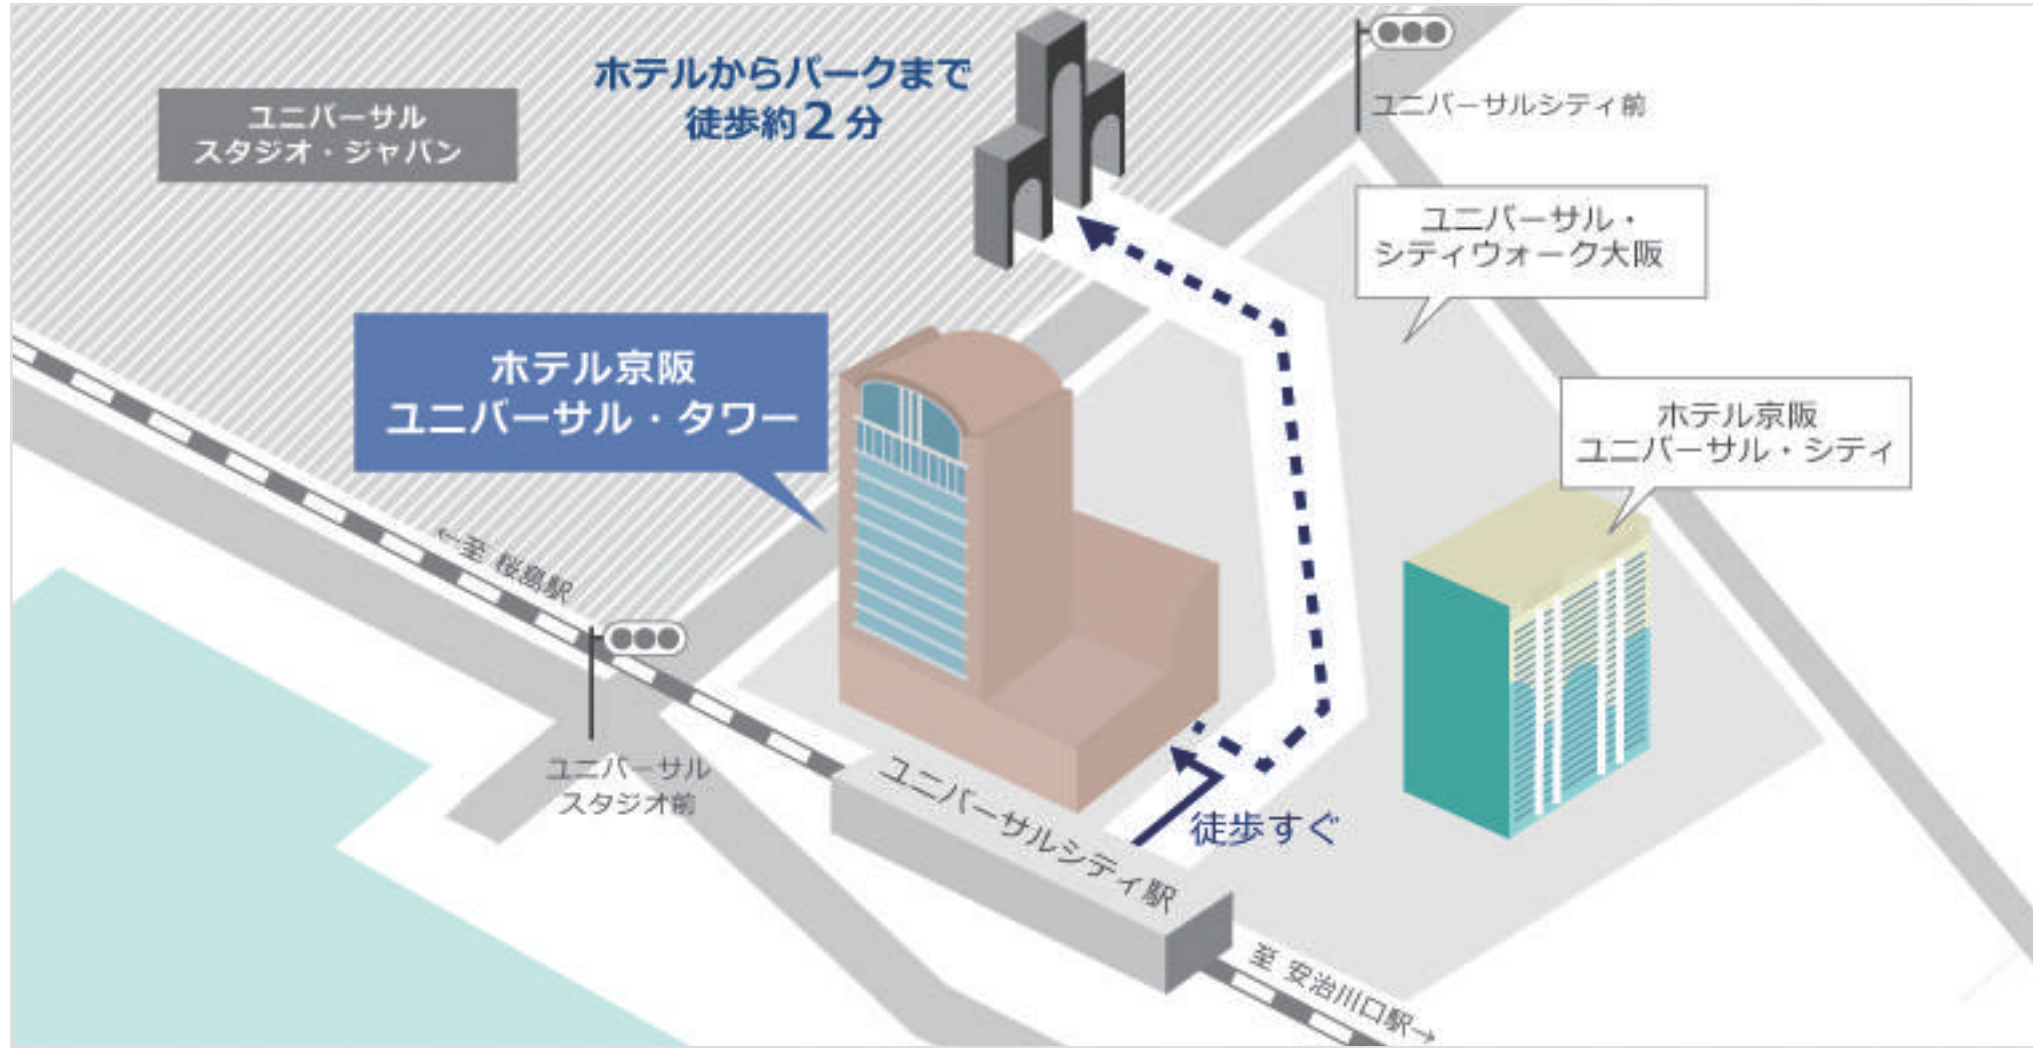 ホテルからパークまで
徒歩約2分
ユニバーサル
スタジオ・ジャパン
ユニバーサルシティ前
ユニバーサル・
シティウォーク大阪
ホテル京阪
ユニバーサル・タワー
ホテル京阪
ユニバーサル・シティ
←至 桜島駅
ユニバーサル
スタジオ前
ユニバーサルシティ駅
徒歩すぐ
至 安治川口駅→